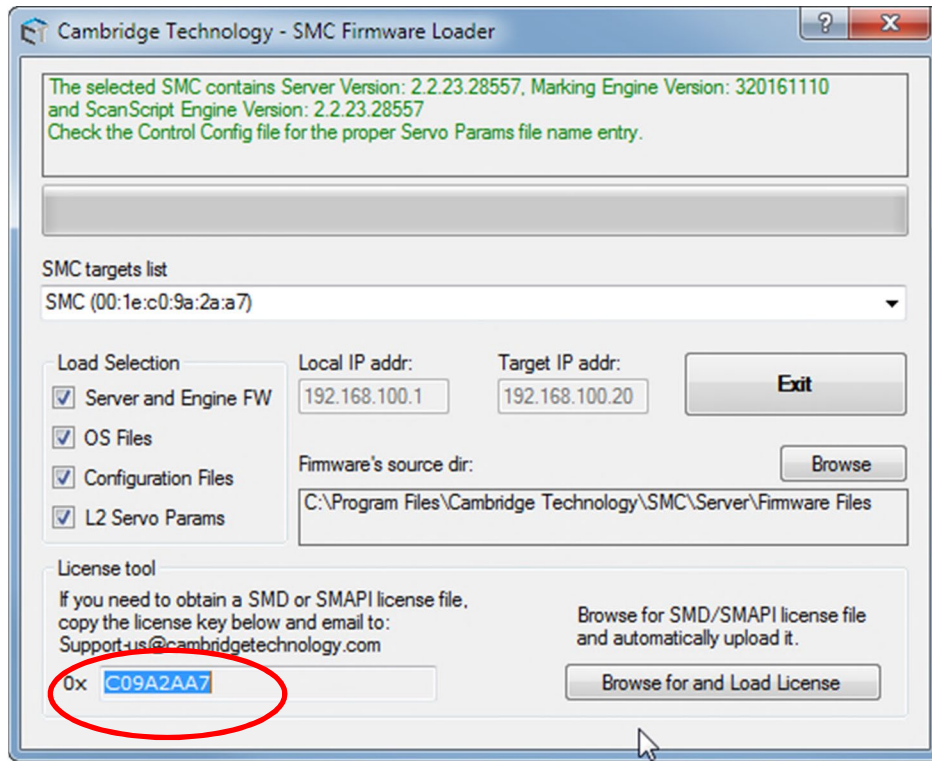 Cambridge Technology - SMC Firmware Loader
The selected SMC contains Server Version: 2.2.23.28557, Marking Engine Version: 320161110
and ScanScript Engine Version: 2.2.23.28557
Check the Control Config file for the proper Servo Params file name entry.
SMC targets list
SMC (00:1e:c0:9a:2a:a7)
Load Selection
Server and Engine FW
OS Files
Configuration Files
L2 Servo Params
Local IP addr:
192.168.100.1
Target IP addr:
192.168.100.20
Exit
Firmware's source dir:
Browse
C:\Program Files\Cambridge Technology\SMC\Server\Firmware Files
License tool
If you need to obtain a SMD or SMAPI license file,
copy the license key below and email to:
Support-us@cambridgetechnology.com
0x C09A2AA7
Browse for SMD/SMAPI license file
and automatically upload it.
Browse for and Load License